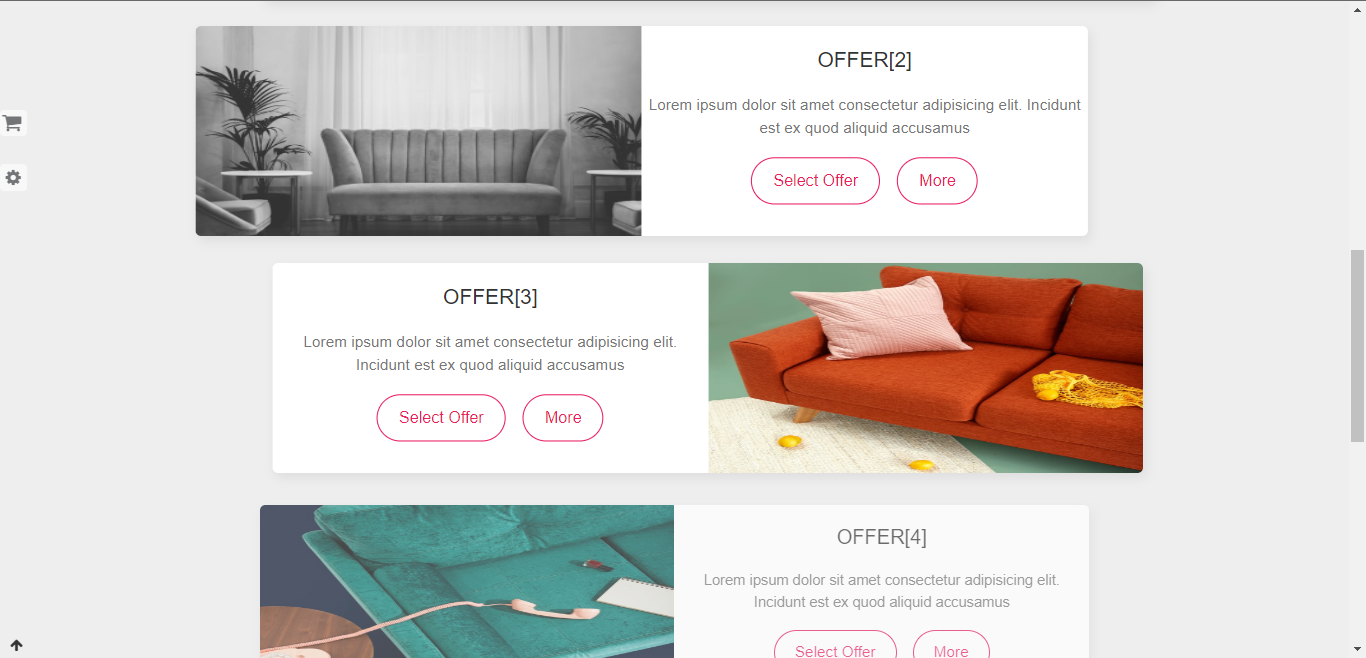 OFFER[2]
Lorem ipsum dolor sit amet consectetur adipisicing elit. Incidunt
est ex quod aliquid accusamus
Select Offer More
OFFER[3]
Lorem ipsum dolor sit amet consectetur adipisicing elit.
Incidunt est ex quod aliquid accusamus
Select Offer More
OFFER[4]
Lorem ipsum dolor sit amet consectetur adipisicing elit.
Incidunt est ex quod aliquid accusamus
Select Offer More